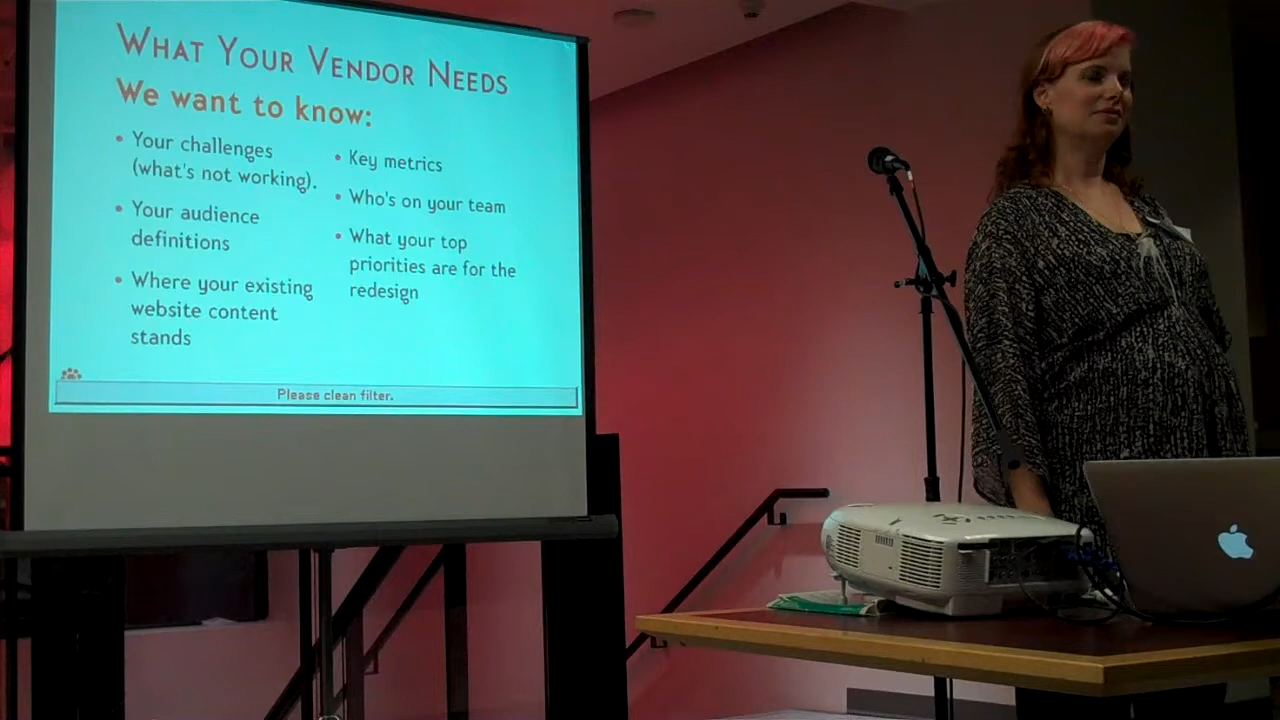 WHAT YOUR VENDOR NEEDS
We want to know:
• Your challenges
(what's not working).
• Your audience
definitions
• Where your existing
website content
stands
• Key metrics
• Who's on your team
• What your top
priorities are for the
redesign
Please clean filter.